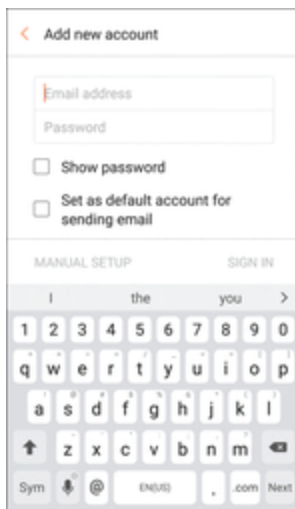 Add new account
Email address
Password
Show password
Set as default account for
sending email
MANUAL SETUP SIGN IN
I the you
1 2 3 4 5 6 7 8 9 0
q w e r t y u i o p
a s d f g h j k l
z x c v b n m
Sym @ EN(US) , .com Next